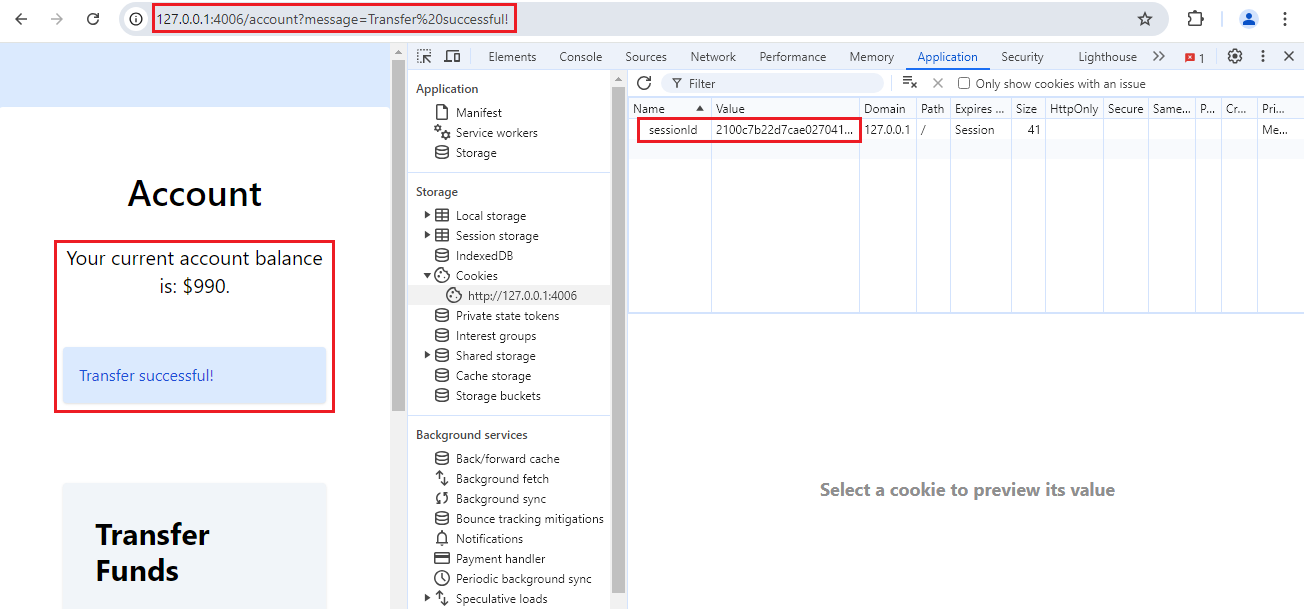 127.0.0.1:4006/account?message=Transfer%20successful!
Account
Your current account balance
is: $990.
Transfer successful!
Transfer
Funds
Elements Console Sources Network Performance Memory Application Security Lighthouse 1
Application
Manifest
Service workers
Storage
Storage
Local storage
Session storage
IndexedDB
Cookies
http://127.0.0.1:4006
Private state tokens
Interest groups
Shared storage
Cache storage
Storage buckets
Background services
Back/forward cache
Background fetch
Background sync
Bounce tracking mitigations
Notifications
Payment handler
Periodic background sync
Speculative loads
Filter Only show cookies with an issue
Name Value Domain Path Expires ... Size HttpOnly Secure Same... P... Cr... Pri...
sessionId 2100c7b22d7cae027041... 127.0.0.1 / Session 41 Me...
Select a cookie to preview its value